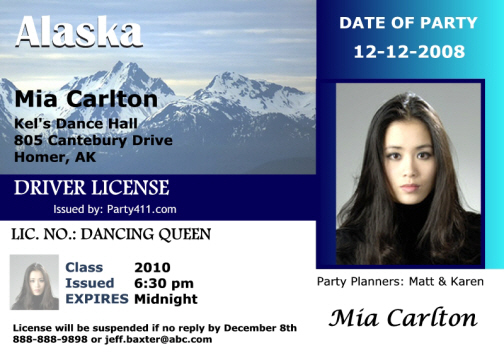 Alaska
Mia Carlton
Kel's Dance Hall
805 Cantebury Drive
Homer, AK
DRIVER LICENSE
Issued by: Party411.com
LIC. NO.: DANCING QUEEN
Class 2010
Issued 6:30 pm
EXPIRES Midnight
License will be suspended if no reply by December 8th
888-888-9898 or jeff.baxter@abc.com
DATE OF PARTY
12-12-2008
Party Planners: Matt & Karen
Mia Carlton